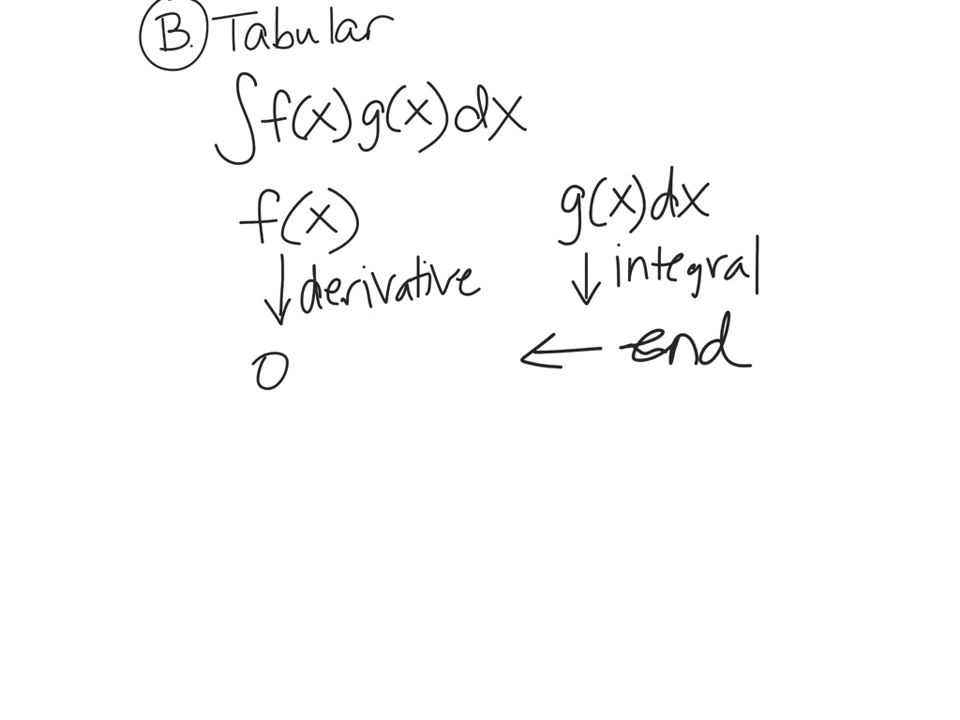 B. Tabular
∫f(x)g(x)dx
f(x) g(x)dx
↓derivative ↓integral
0 ← end